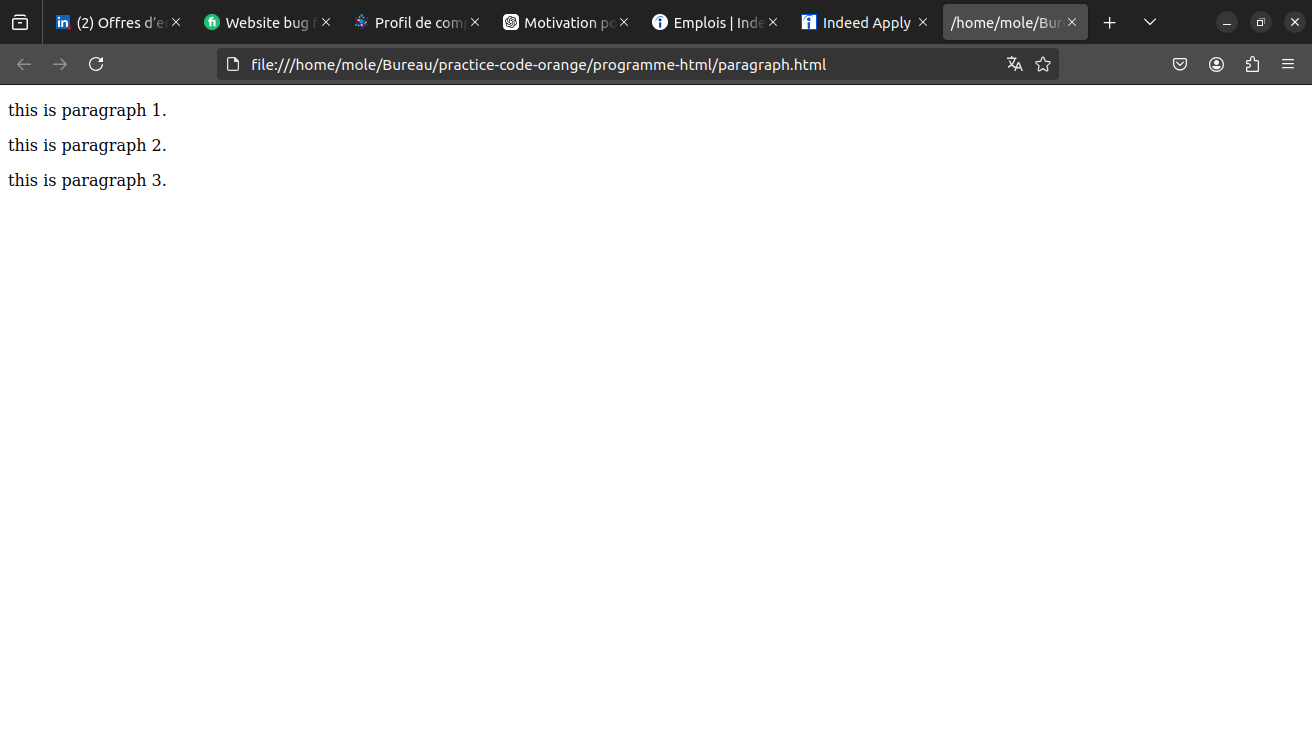 (2) Offres d'e
Website bug f
Profil de com
Motivation po
Emplois | Inde
Indeed Apply
/home/mole/Bur
file:///home/mole/Bureau/practice-code-orange/programme-html/paragraph.html
this is paragraph 1.
this is paragraph 2.
this is paragraph 3.